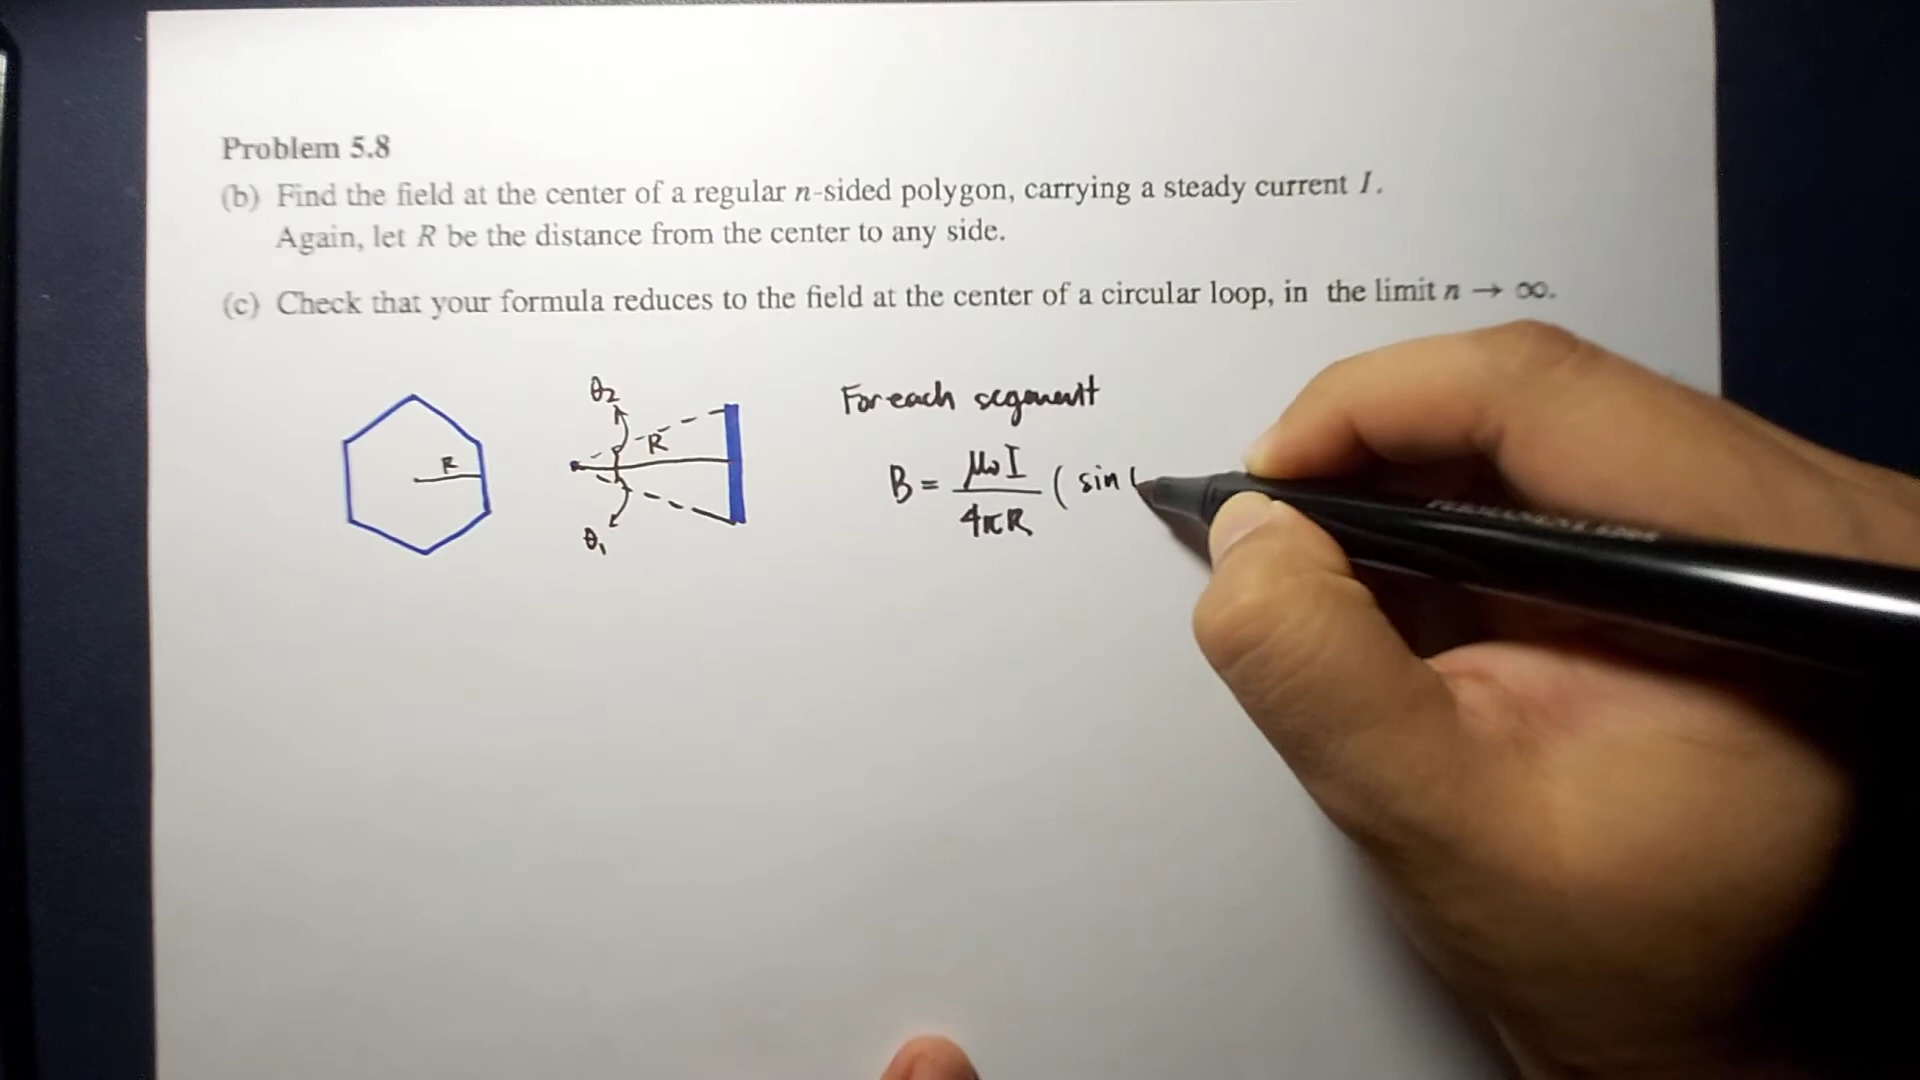 Problem 5.8
(b) Find the field at the center of a regular n-sided polygon, carrying a steady current I.
Again, let R be the distance from the center to any side.
(c) Check that your formula reduces to the field at the center of a circular loop, in the limit n → ∞.
R
θ2
R
θ1
For each segment
B = μ0I / 4πR ( sin (